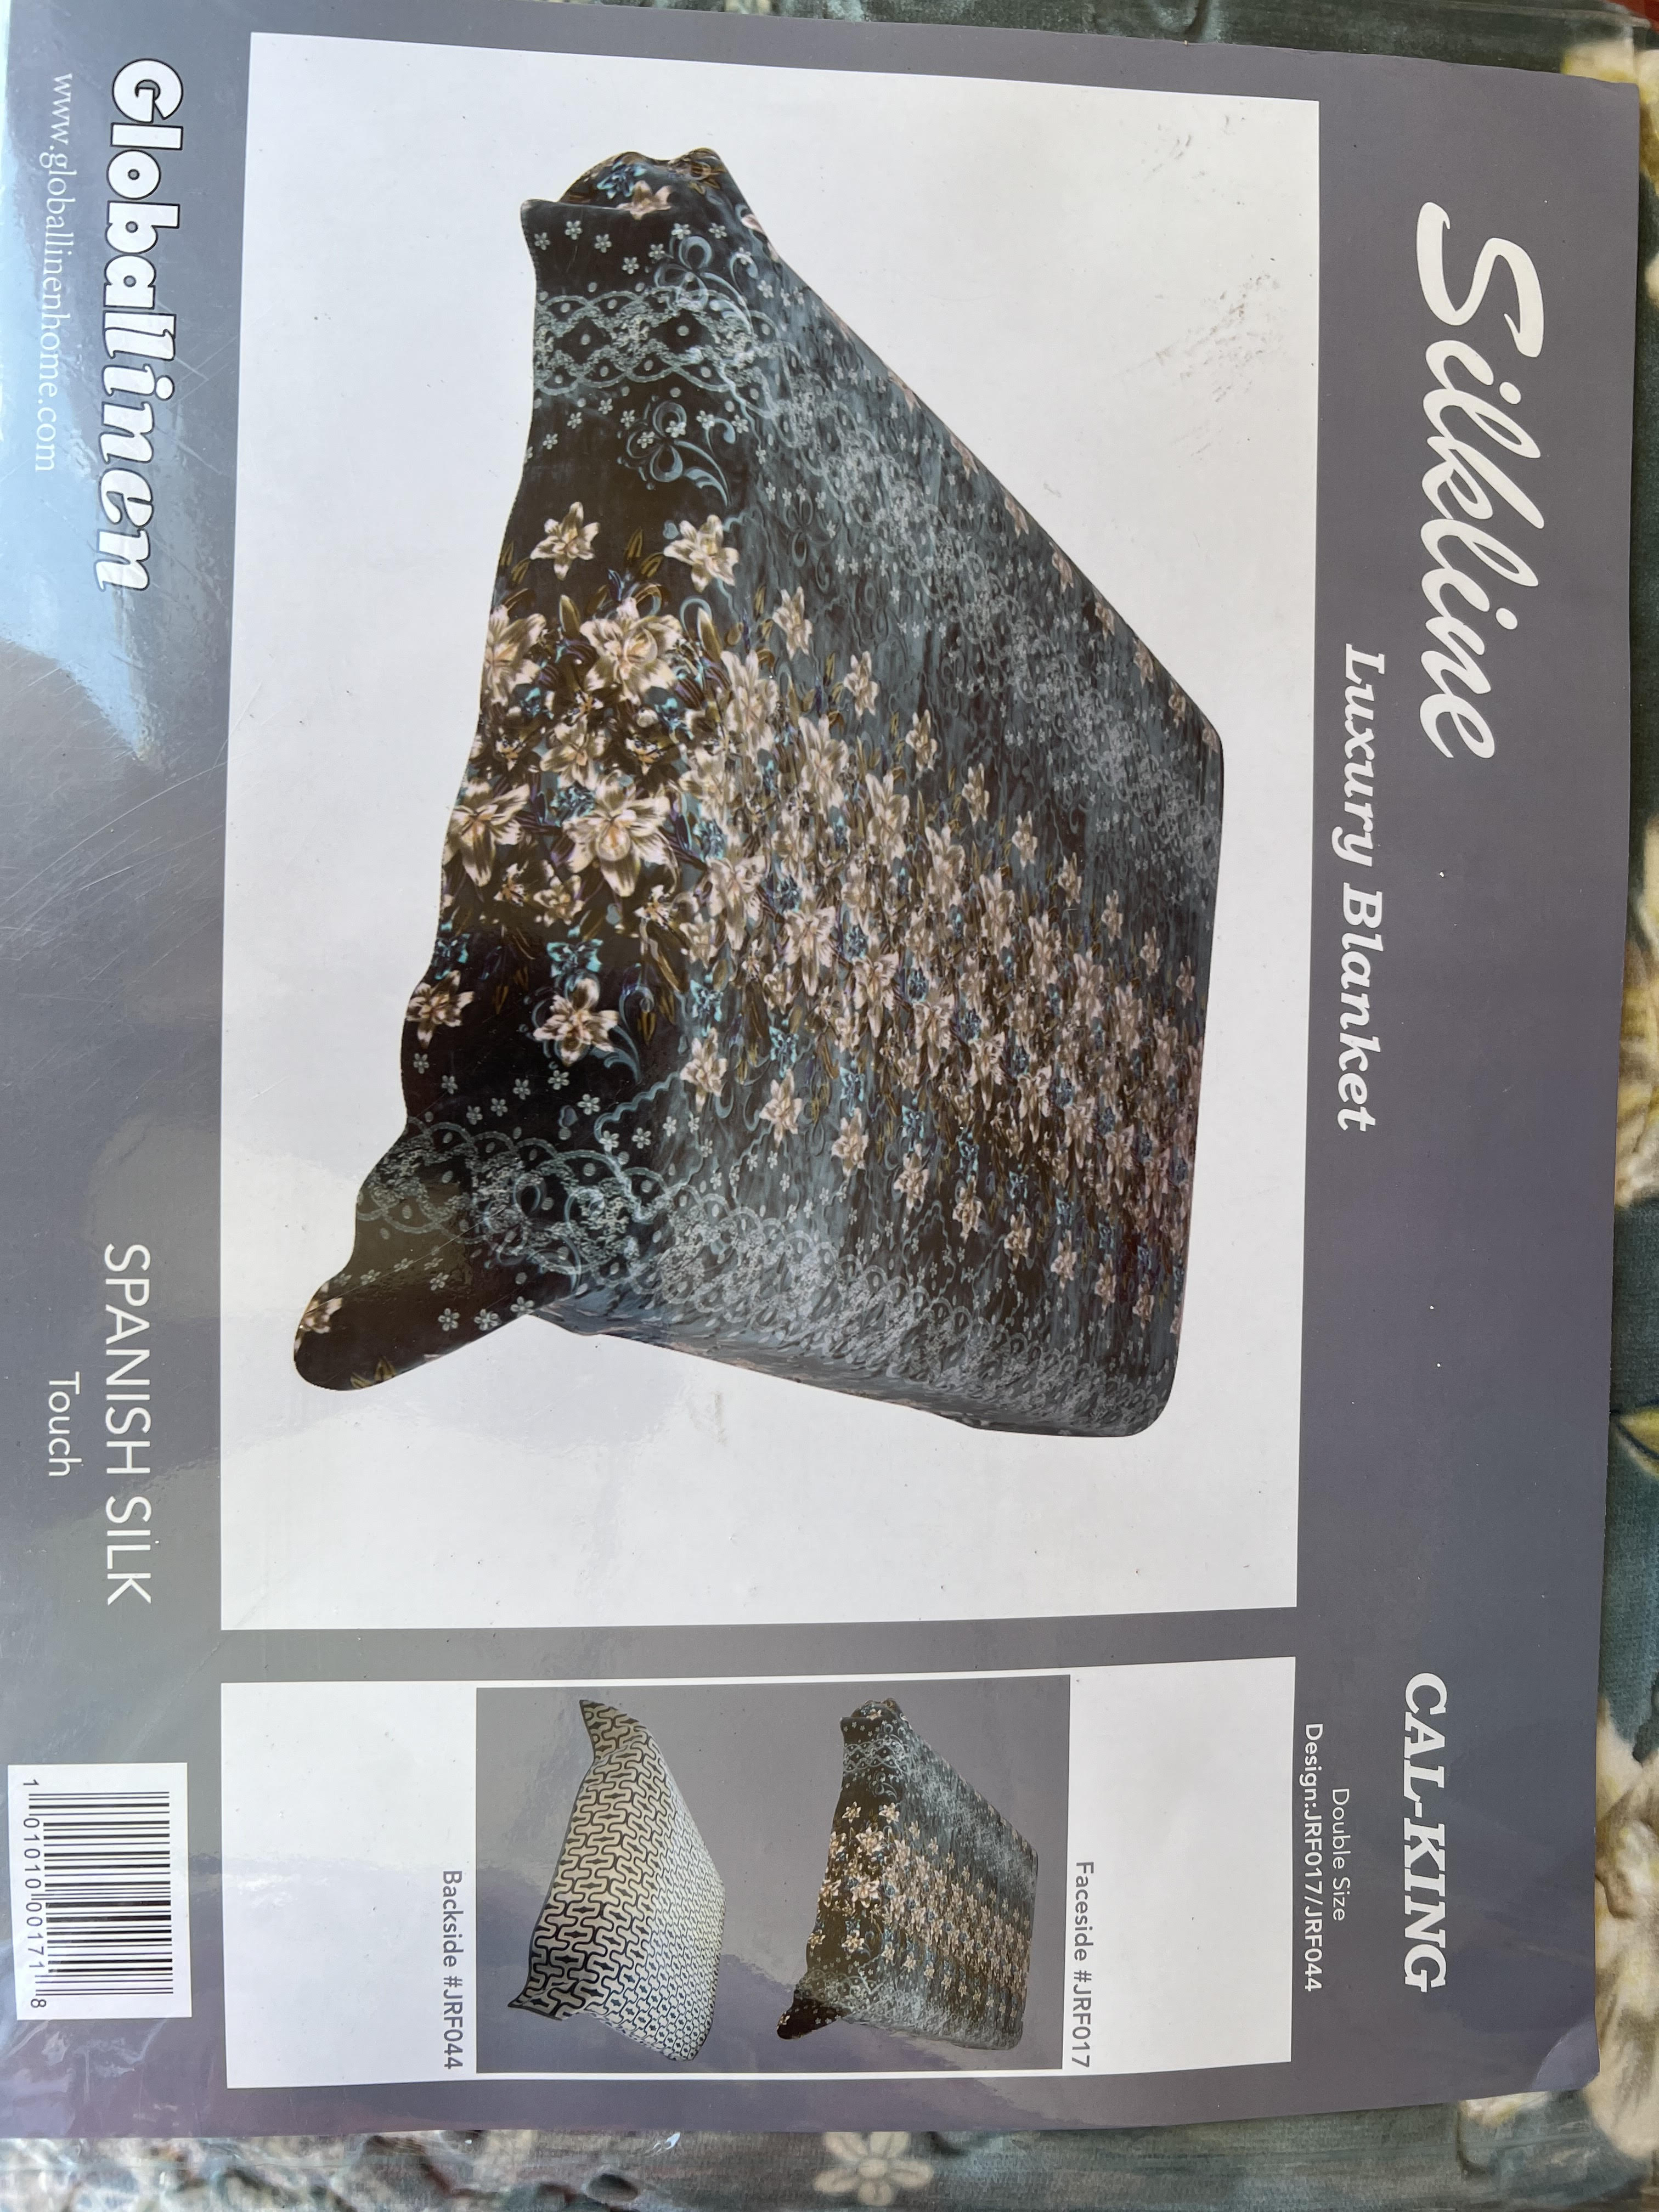 Silkline
Luxury Blanket
CAL-KING
Double Size
Design:JRF017/JRF044
Faceside #JRF017
Backside #JRF044
Globallinen
www.globallinenhome.com
SPANISH SILK
Touch
1 01010 00171 8